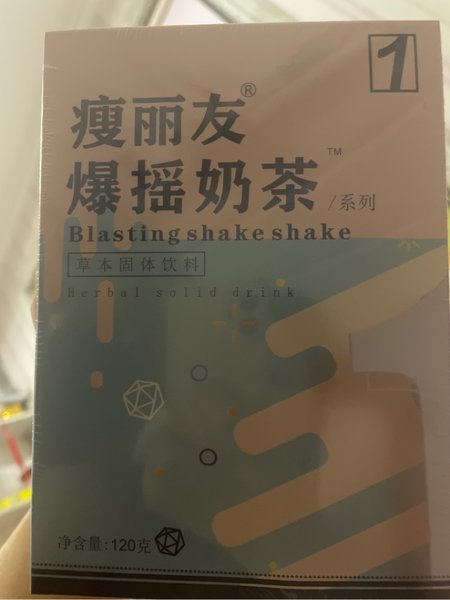 1
瘦丽友®
爆摇奶茶™/系列
Blasting shake shake
草本固体饮料
Herbal solid drink
净含量:120克